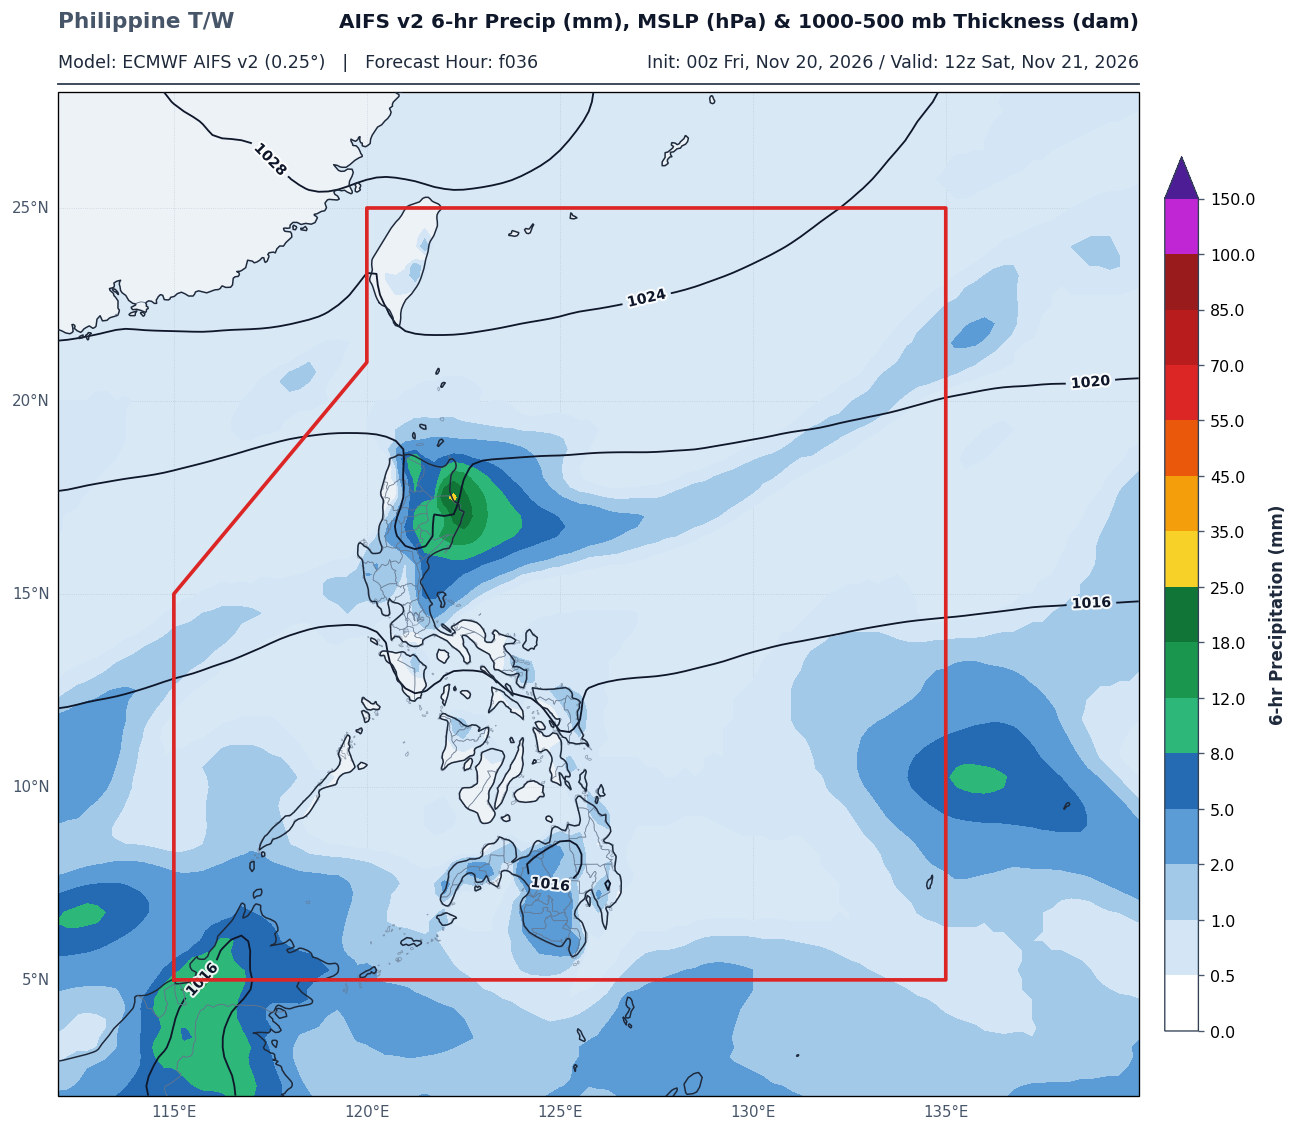 Philippine T/W
AIFS v2 6-hr Precip (mm), MSLP (hPa) & 1000-500 mb Thickness (dam)
Model: ECMWF AIFS v2 (0.25°)   |   Forecast Hour: f036
Init: 00z Fri, Nov 20, 2026 / Valid: 12z Sat, Nov 21, 2026
1028
1024
1020
1016
1016
1016
25°N
20°N
15°N
10°N
5°N
115°E
120°E
125°E
130°E
135°E
150.0
100.0
85.0
70.0
55.0
45.0
35.0
25.0
18.0
12.0
8.0
5.0
2.0
1.0
0.5
0.0
6-hr Precipitation (mm)